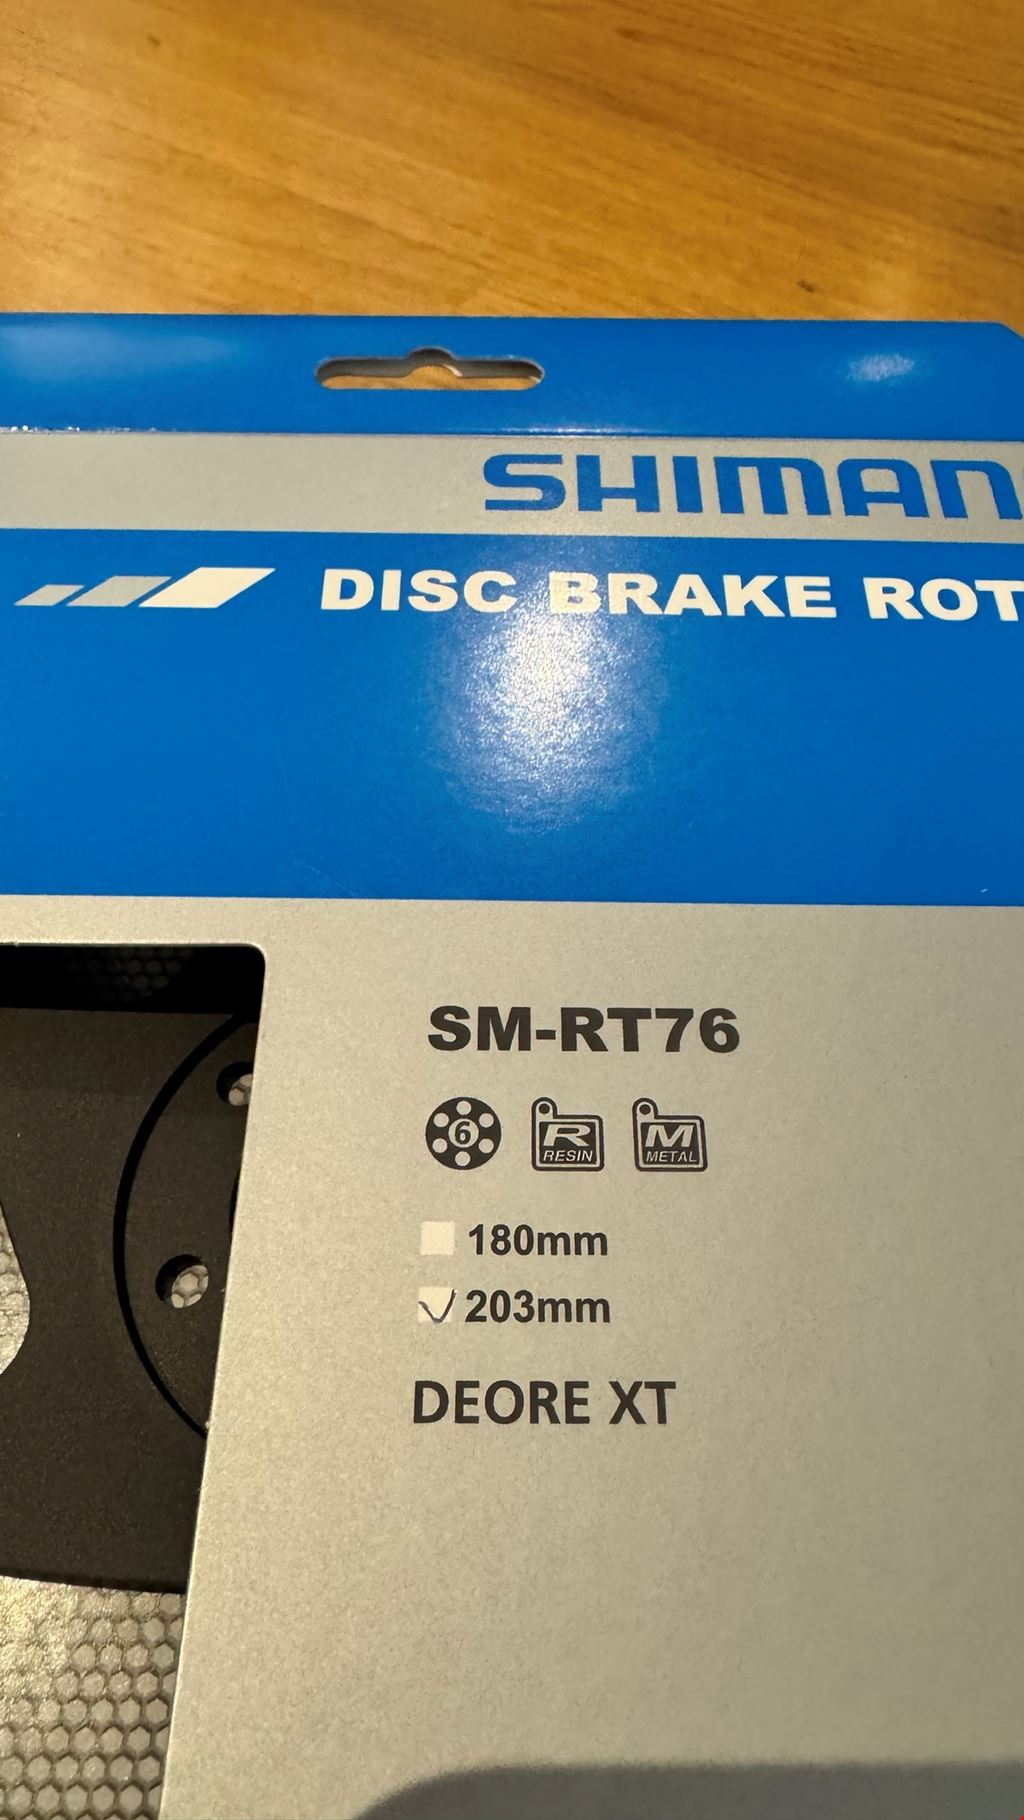 SHIMAN
DISC BRAKE ROT
SM-RT76
6 R RESIN M METAL
180mm
203mm
DEORE XT